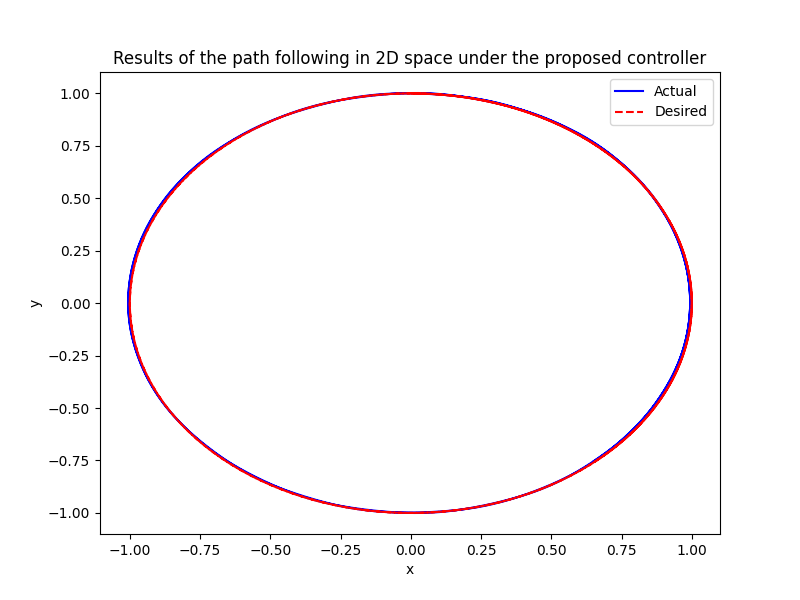 Results of the path following in 2D space under the proposed controller
Actual
Desired
1.00
0.75
0.50
0.25
0.00
−0.25
−0.50
−0.75
−1.00
y
−1.00 −0.75 −0.50 −0.25 0.00 0.25 0.50 0.75 1.00
x